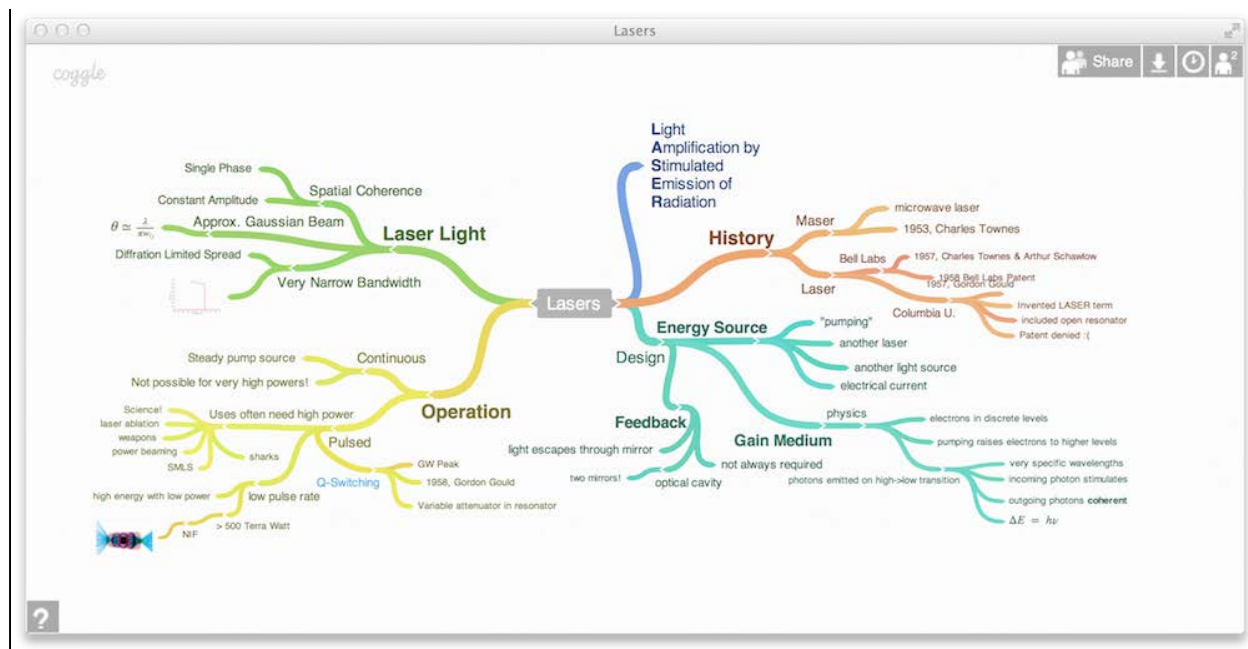 Lasers
coggle
Share
2
Light
Amplification by
Stimulated
Emission of
Radiation
Single Phase
Spatial Coherence
Constant Amplitude
Approx. Gaussian Beam
Laser Light
Diffration Limited Spread
Very Narrow Bandwidth
Lasers
History
Maser
microwave laser
1953, Charles Townes
Bell Labs
1957, Charles Townes & Arthur Schawlow
1958 Bell Labs Patent
Laser
1957, Gordon Gould
Columbia U.
Invented LASER term
included open resonator
Patent denied :(
Energy Source
"pumping"
another laser
another light source
electrical current
Design
Feedback
light escapes through mirror
two mirrors!
optical cavity
not always required
Gain Medium
physics
electrons in discrete levels
pumping raises electrons to higher levels
photons emitted on high->low transition
very specific wavelengths
incoming photon stimulates
outgoing photons coherent
ΔE = hν
Steady pump source
Continuous
Not possible for very high powers!
Operation
Science!
Uses often need high power
laser ablation
weapons
power beaming
SMLS
sharks
Pulsed
Q-Switching
GW Peak
1958, Gordon Gould
Variable attenuator in resonator
high energy with low power
low pulse rate
> 500 Terra Watt
NIF
?